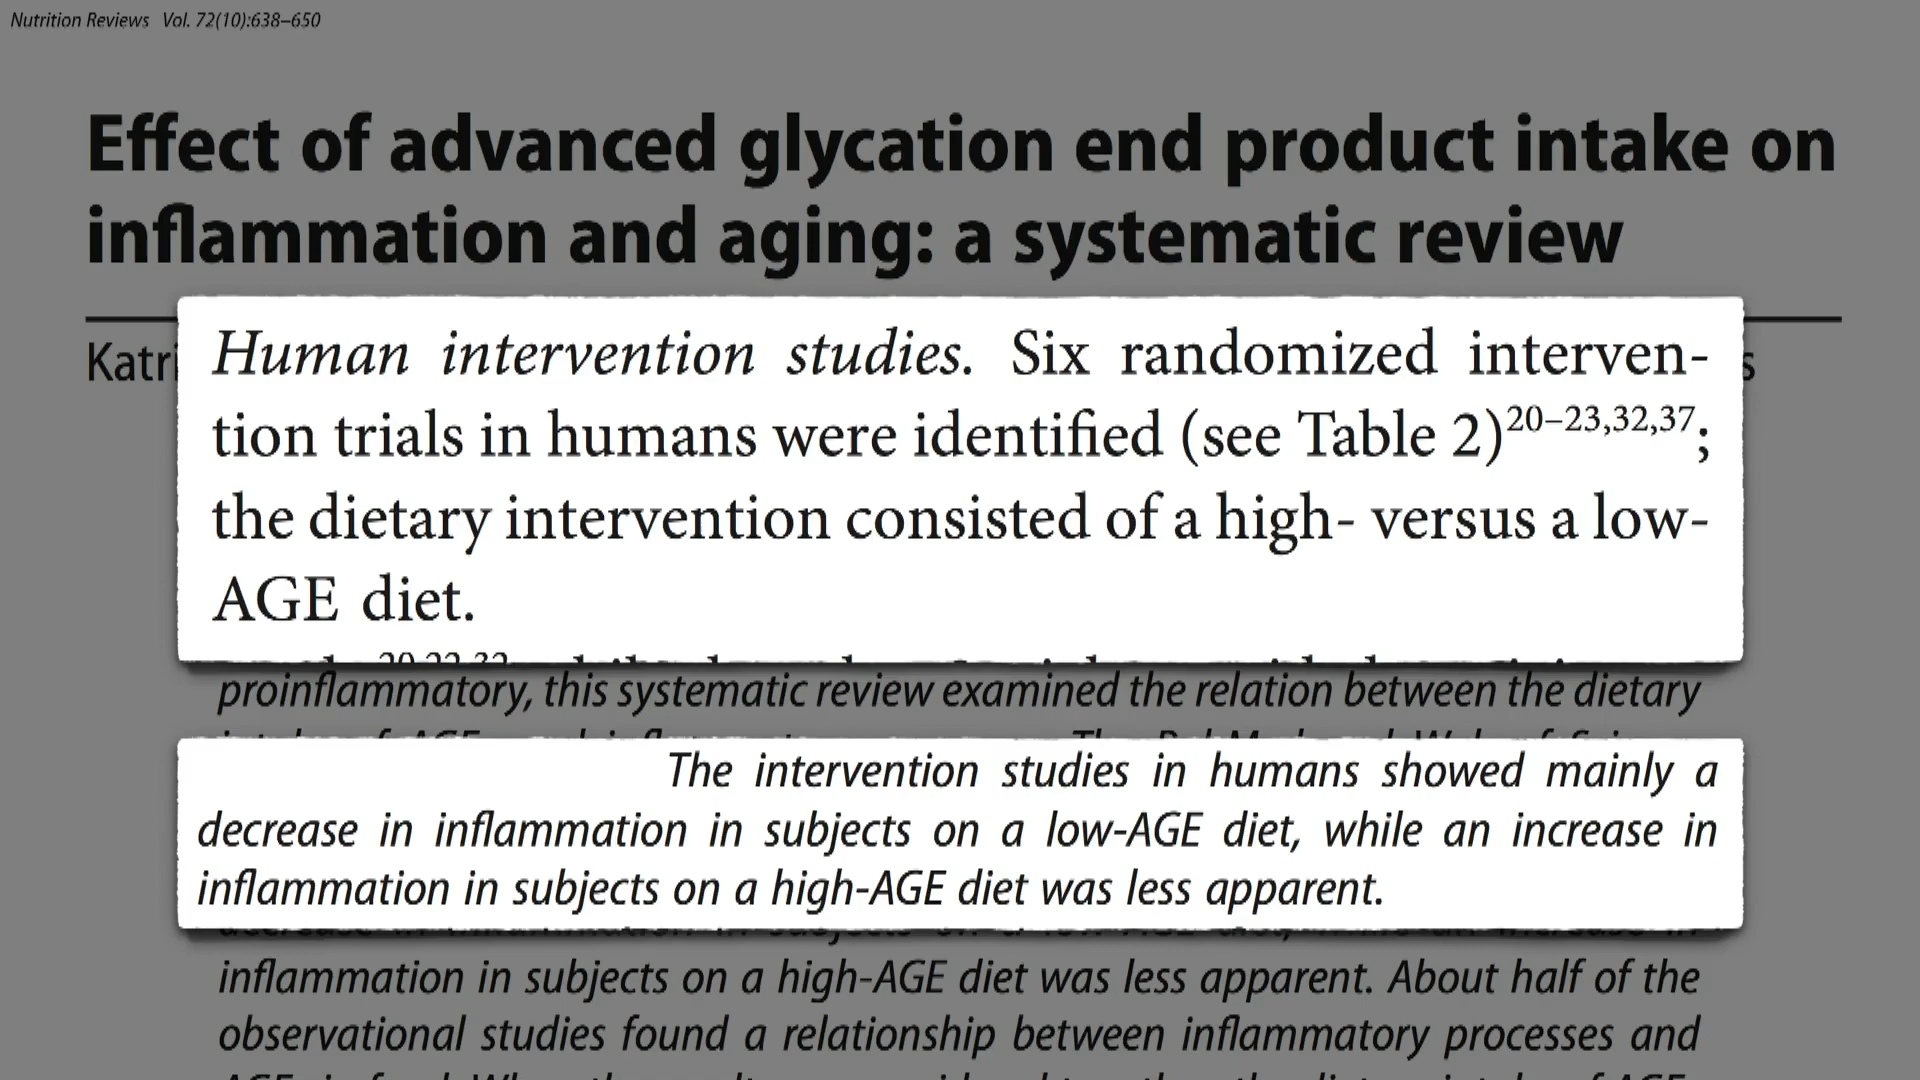 Nutrition Reviews Vol. 72(10):638–650
Effect of advanced glycation end product intake on
inflammation and aging: a systematic review
Human intervention studies. Six randomized interven-
tion trials in humans were identified (see Table 2)20–23,32,37;
the dietary intervention consisted of a high- versus a low-
AGE diet.
proinflammatory, this systematic review examined the relation between the dietary
The intervention studies in humans showed mainly a
decrease in inflammation in subjects on a low-AGE diet, while an increase in
inflammation in subjects on a high-AGE diet was less apparent.
inflammation in subjects on a high-AGE diet was less apparent. About half of the
observational studies found a relationship between inflammatory processes and